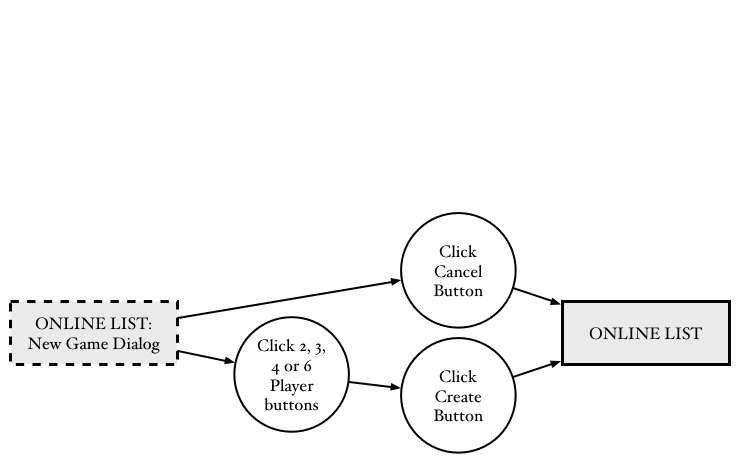 ONLINE LIST:
New Game Dialog
Click 2, 3,
4 or 6
Player
buttons
Click
Cancel
Button
Click
Create
Button
ONLINE LIST